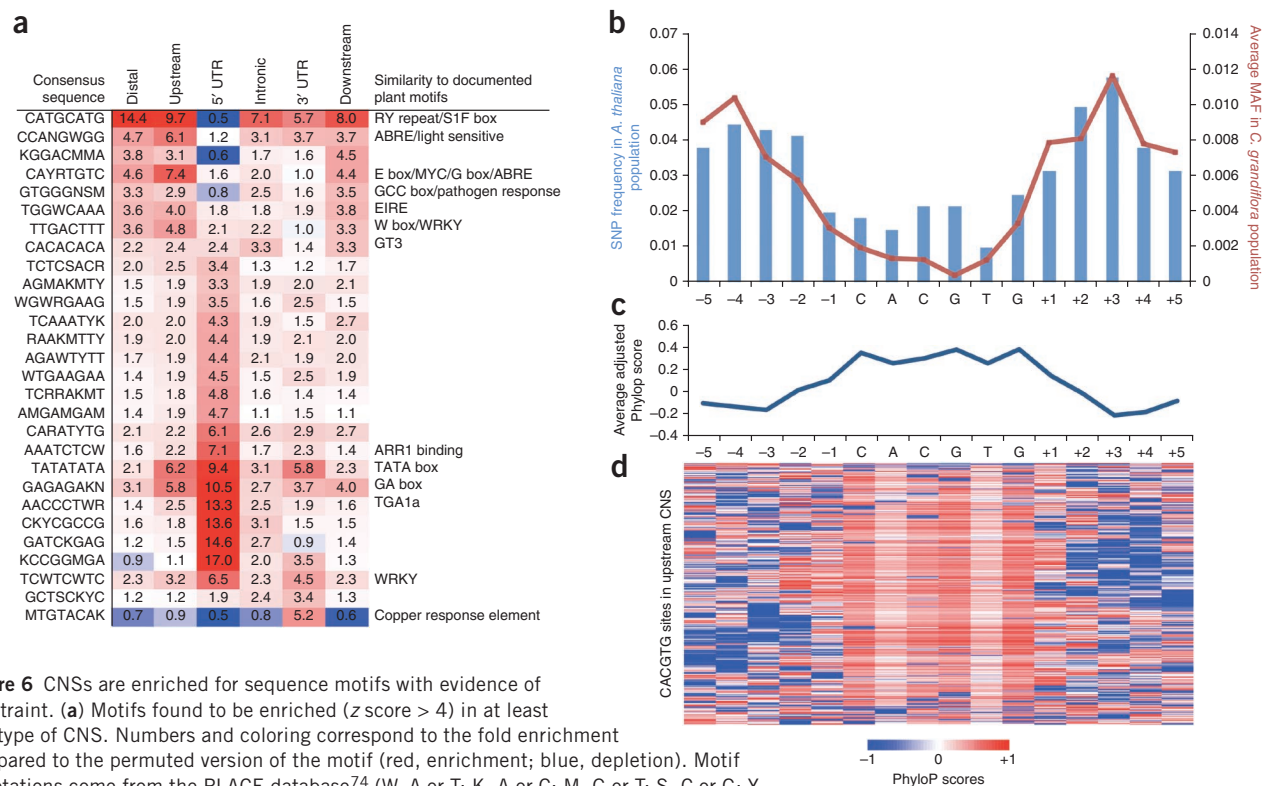 a
Consensus sequence Distal Upstream 5′ UTR Intronic 3′ UTR Downstream Similarity to documented plant motifs
CATGCATG 14.4 9.7 0.5 7.1 5.7 8.0 RY repeat/S1F box
CCANGWGG 4.7 6.1 1.2 3.1 3.7 3.7 ABRE/light sensitive
KGGACMMA 3.8 3.1 0.6 1.7 1.6 4.5
CAYRTGTC 4.6 7.4 1.6 2.0 1.0 4.4 E box/MYC/G box/ABRE
GTGGGNSM 3.3 2.9 0.8 2.5 1.6 3.5 GCC box/pathogen response
TGGWCAAA 3.6 4.0 1.8 1.8 1.9 3.8 EIRE
TTGACTTT 3.6 4.8 2.1 2.2 1.0 3.3 W box/WRKY
CACACACA 2.2 2.4 2.4 3.3 1.4 3.3 GT3
TCTCSACR 2.0 2.5 3.4 1.3 1.2 1.7
AGMAKMTY 1.5 1.9 3.3 1.9 2.0 2.1
WGWRGAAG 1.5 1.9 3.5 1.6 2.5 1.5
TCAAATYK 2.0 2.0 4.3 1.9 1.5 2.7
RAAKMTTY 1.9 2.0 4.4 1.9 2.1 2.0
AGAWTYTT 1.7 1.9 4.4 2.1 1.9 2.0
WTGAAGAA 1.4 1.9 4.5 1.5 2.5 1.9
TCRRAKMT 1.5 1.8 4.8 1.6 1.4 1.4
AMGAMGAM 1.4 1.9 4.7 1.1 1.5 1.1
CARATYTG 2.1 2.2 6.1 2.6 2.9 2.7
AAATCTCW 1.6 2.2 7.1 1.7 2.3 1.4 ARR1 binding
TATATATA 2.1 6.2 9.4 3.1 5.8 2.3 TATA box
GAGAGAKN 3.1 5.8 10.5 2.7 3.7 4.0 GA box
AACCCTWR 1.4 2.5 13.3 2.5 1.9 1.6 TGA1a
CKYCGCCG 1.6 1.8 13.6 3.1 1.5 1.5
GATCKGAG 1.2 1.5 14.6 2.7 0.9 1.4
KCCGGMGA 0.9 1.1 17.0 2.0 3.5 1.3
TCWTCWTC 2.3 3.2 6.5 2.3 4.5 2.3 WRKY
GCTSCKYC 1.2 1.2 1.9 2.4 3.4 1.3
MTGTACAK 0.7 0.9 0.5 0.8 5.2 0.6 Copper response element
re 6 CNSs are enriched for sequence motifs with evidence of
traint. (a) Motifs found to be enriched (z score > 4) in at least
type of CNS. Numbers and coloring correspond to the fold enrichment
pared to the permuted version of the motif (red, enrichment; blue, depletion). Motif
b
SNP frequency in A. thaliana
population
0.07
0.06
0.05
0.04
0.03
0.02
0.01
0
0.014
0.012
0.010
0.008
0.006
0.004
0.002
0
Average MAF in C. grandiflora population
−5 −4 −3 −2 −1 C A C G T G +1 +2 +3 +4 +5
c
Average adjusted
Phylop score
0.6
0.4
0.2
0
−0.2
−0.4
−5 −4 −3 −2 −1 C A C G T G +1 +2 +3 +4 +5
d
CACGTG sites in upstream CNS
−1 0 +1
PhyloP scores